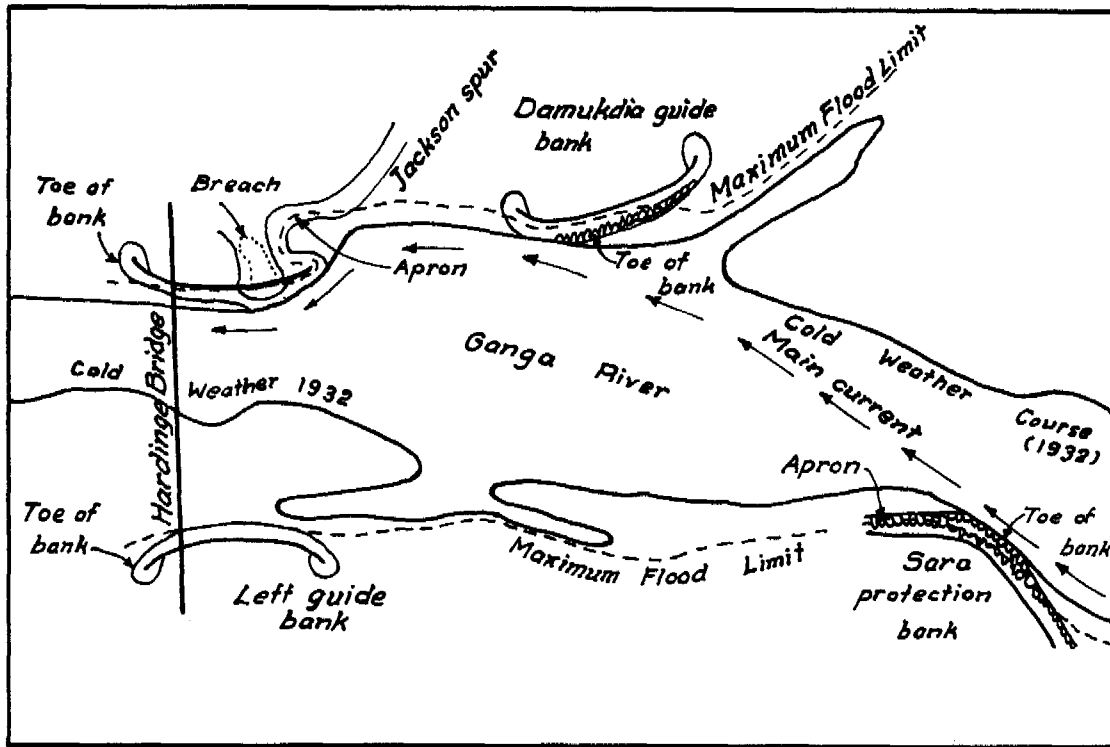 Jackson spur
Damukdia guide
bank
Maximum Flood Limit
Toe of
bank
Breach
Apron
Toe of
bank
Hardinge Bridge
Ganga River
Cold Weather
Course
(1932)
Main current
Cold Weather 1932
Apron
Toe of
bank
Toe of
bank
Left guide
bank
Maximum Flood Limit
Sara
protection
bank